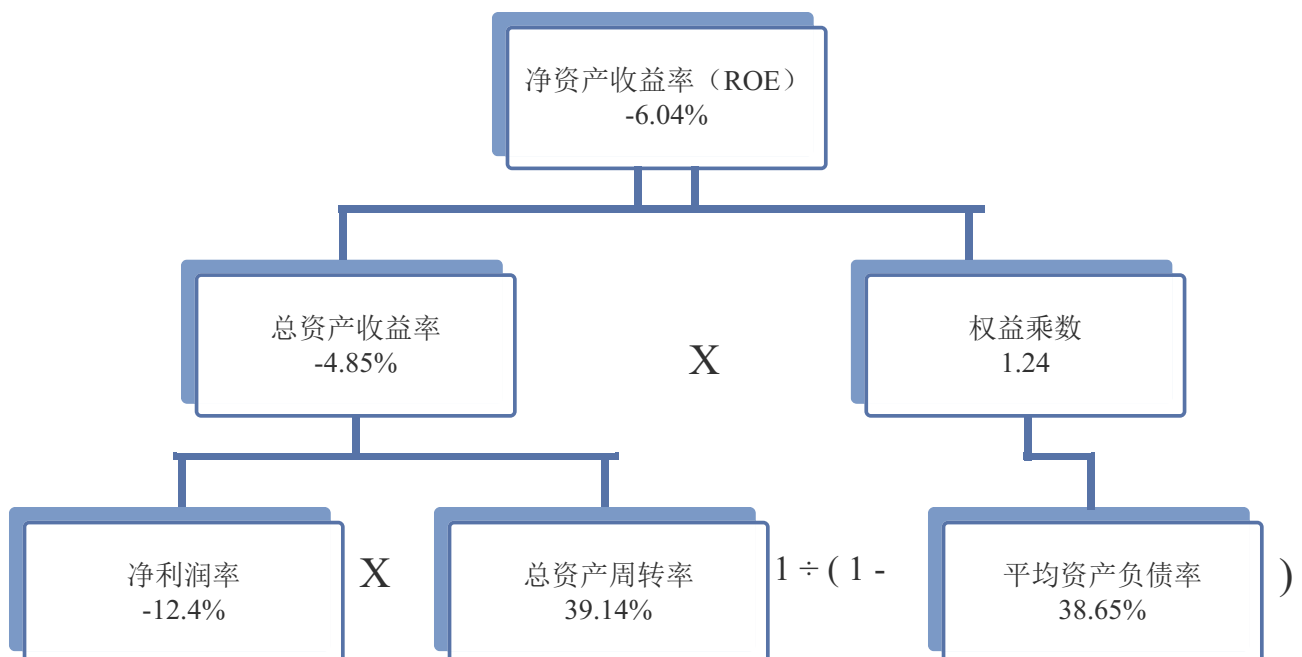 净资产收益率（ROE）
-6.04%
总资产收益率
-4.85%
X
权益乘数
1.24
净利润率
-12.4%
X
总资产周转率
39.14%
1 ÷ ( 1 -
平均资产负债率
38.65%
)